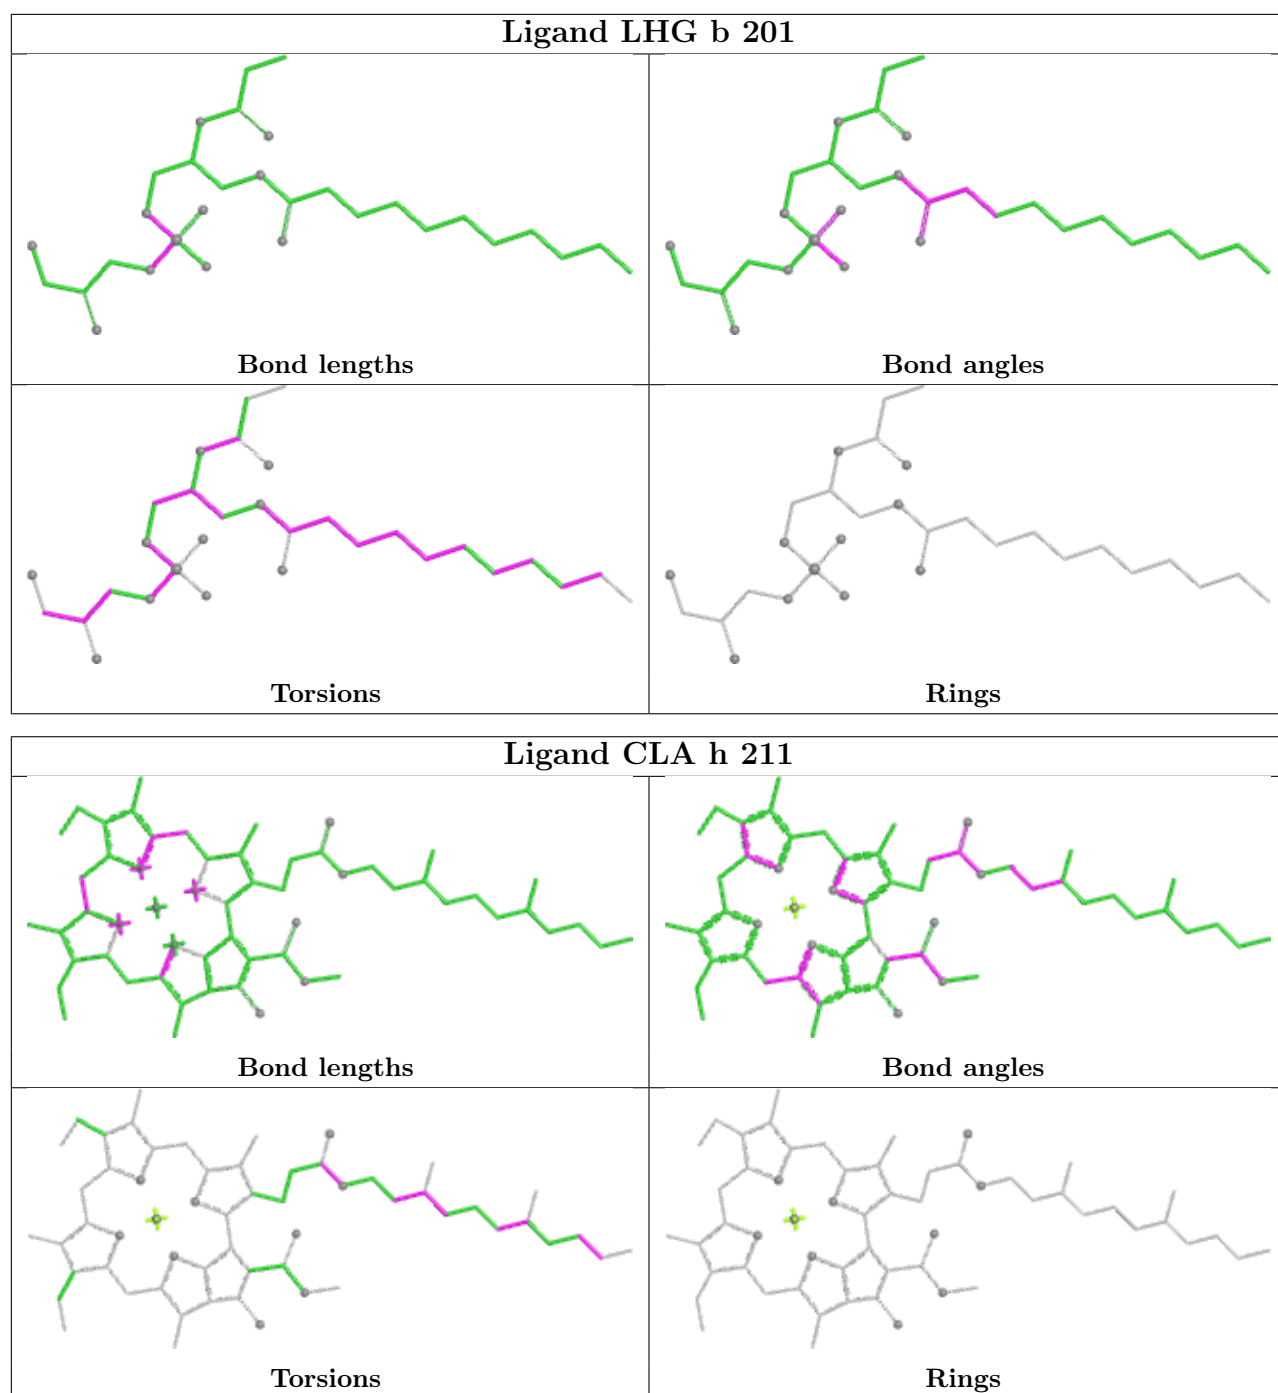 Ligand LHG b 201
Bond lengths
Bond angles
Torsions
Rings
Ligand CLA h 211
Bond lengths
Bond angles
Torsions
Rings